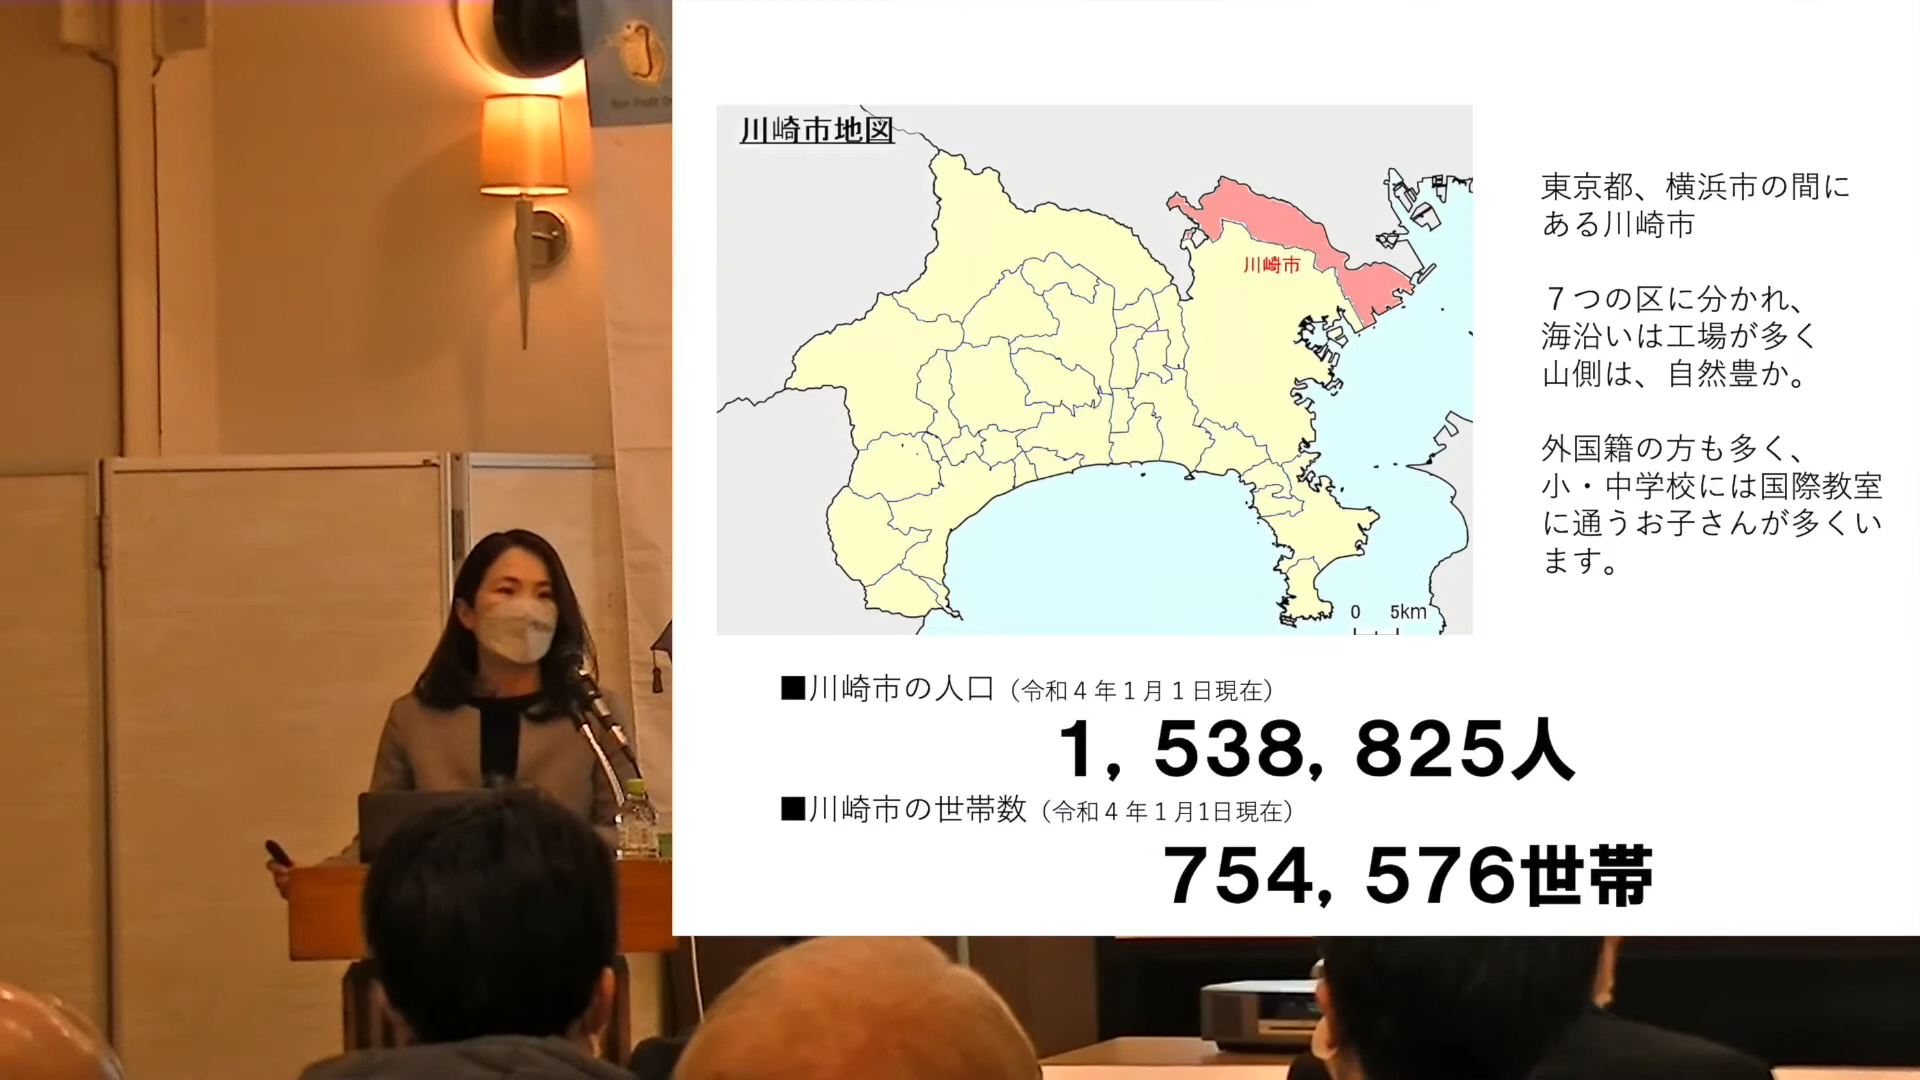 川崎市地図
川崎市
0 5km
東京都、横浜市の間に
ある川崎市
７つの区に分かれ、
海沿いは工場が多く
山側は、自然豊か。
外国籍の方も多く、
小・中学校には国際教室
に通うお子さんが多くい
ます。
■川崎市の人口（令和４年１月１日現在）
1, 538, 825人
■川崎市の世帯数（令和４年１月1日現在）
754, 576世帯